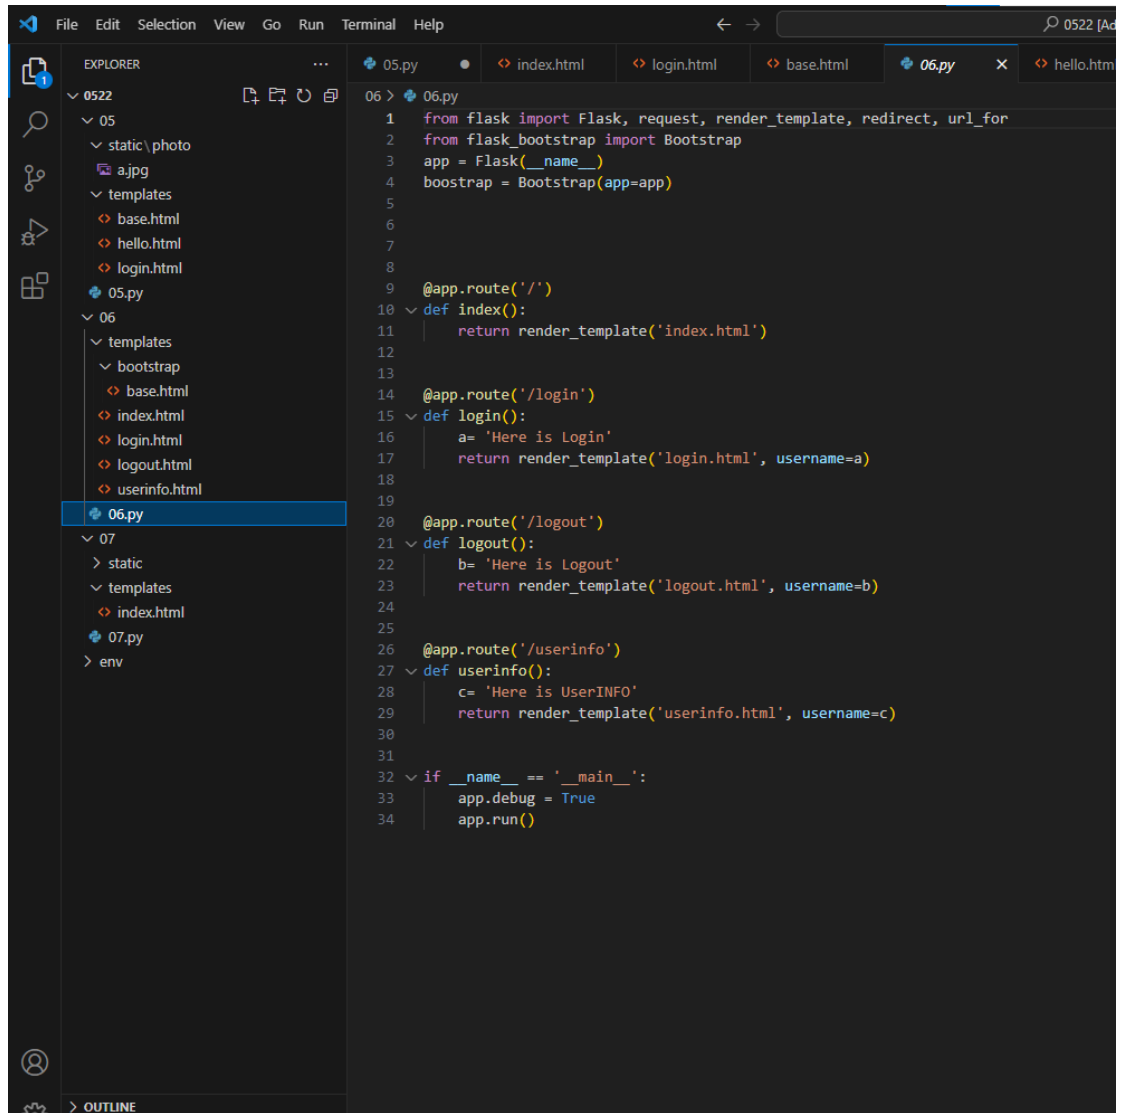 File Edit Selection View Go Run Terminal Help
0522 [Ad
1
EXPLORER
0522
05
static\photo
a.jpg
templates
base.html
hello.html
login.html
05.py
06
templates
bootstrap
base.html
index.html
login.html
logout.html
userinfo.html
06.py
07
static
templates
index.html
07.py
env
OUTLINE
05.py index.html login.html base.html 06.py hello.htm
06 > 06.py
1 from flask import Flask, request, render_template, redirect, url_for
2 from flask_bootstrap import Bootstrap
3 app = Flask(__name__)
4 boostrap = Bootstrap(app=app)
5
6
7
8
9 @app.route('/')
10 def index():
11     return render_template('index.html')
12
13
14 @app.route('/login')
15 def login():
16     a= 'Here is Login'
17     return render_template('login.html', username=a)
18
19
20 @app.route('/logout')
21 def logout():
22     b= 'Here is Logout'
23     return render_template('logout.html', username=b)
24
25
26 @app.route('/userinfo')
27 def userinfo():
28     c= 'Here is UserINFO'
29     return render_template('userinfo.html', username=c)
30
31
32 if __name__ == '__main__':
33     app.debug = True
34     app.run()